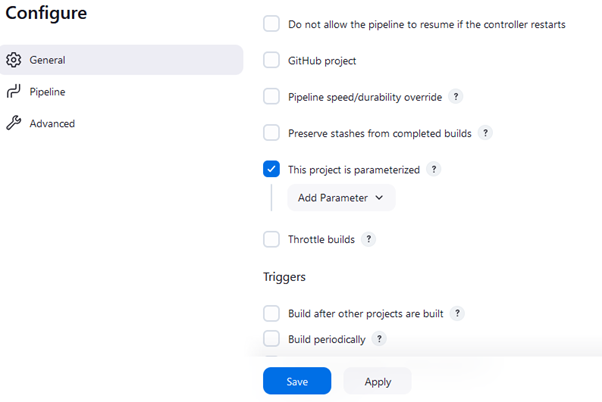 Configure
General
Pipeline
Advanced
Do not allow the pipeline to resume if the controller restarts
GitHub project
Pipeline speed/durability override ?
Preserve stashes from completed builds ?
This project is parameterized ?
Add Parameter
Throttle builds ?
Triggers
Build after other projects are built ?
Build periodically ?
Save Apply